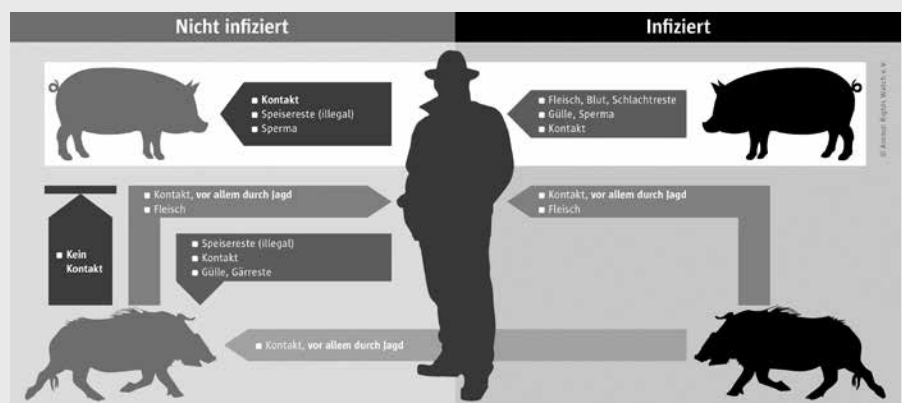 Nicht infiziert
Infiziert
Kontakt
Speisereste (illegal)
Sperma
Fleisch, Blut, Schlachtreste
Gülle, Sperma
Kontakt
© Animal Rights Watch e.V.
Kontakt, vor allem durch Jagd
Fleisch
Kontakt, vor allem durch Jagd
Fleisch
Kein
Kontakt
Speisereste (illegal)
Kontakt
Gülle, Gärreste
Kontakt, vor allem durch Jagd